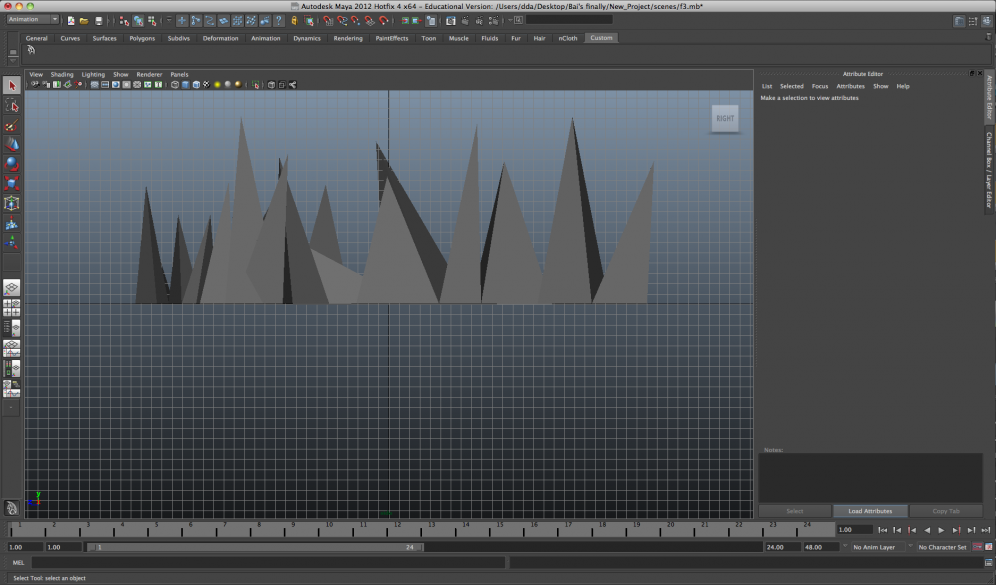 Autodesk Maya 2012 Hotfix 4 x64 - Educational Version: /Users/dda/Desktop/Bai's finally/New_Project/scenes/f3.mb*
Animation
General Curves Surfaces Polygons Subdivs Deformation Animation Dynamics Rendering PaintEffects Toon Muscle Fluids Fur Hair nCloth Custom
View Shading Lighting Show Renderer Panels
Attribute Editor
List Selected Focus Attributes Show Help
Make a selection to view attributes
RIGHT
Attribute Editor
Channel Box / Layer Editor
Notes:
y
Select Load Attributes Copy Tab
1 2 3 4 5 6 7 8 9 10 11 12 13 14 15 16 17 18 19 20 21 22 23 24
1.00
1.00 1.00 1 24 24.00 48.00 No Anim Layer No Character Set
MEL
Select Tool: select an object